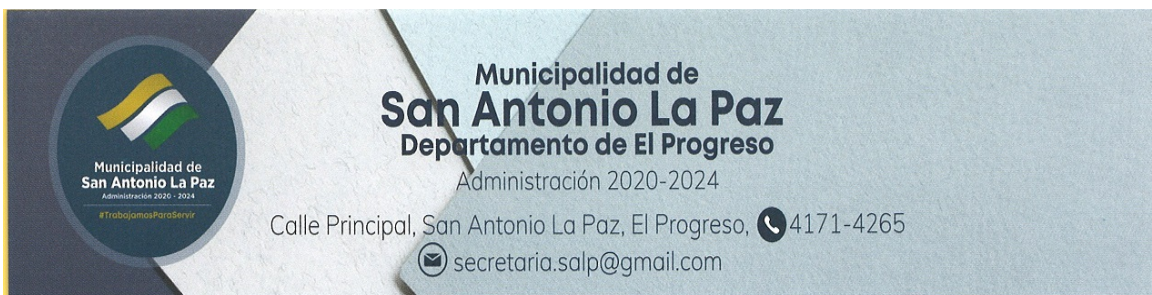 Municipalidad de
San Antonio La Paz
Administración 2020 - 2024
#TrabajamosParaServir
Municipalidad de
San Antonio La Paz
Departamento de El Progreso
Administración 2020-2024
Calle Principal, San Antonio La Paz, El Progreso, 4171-4265
secretaria.salp@gmail.com